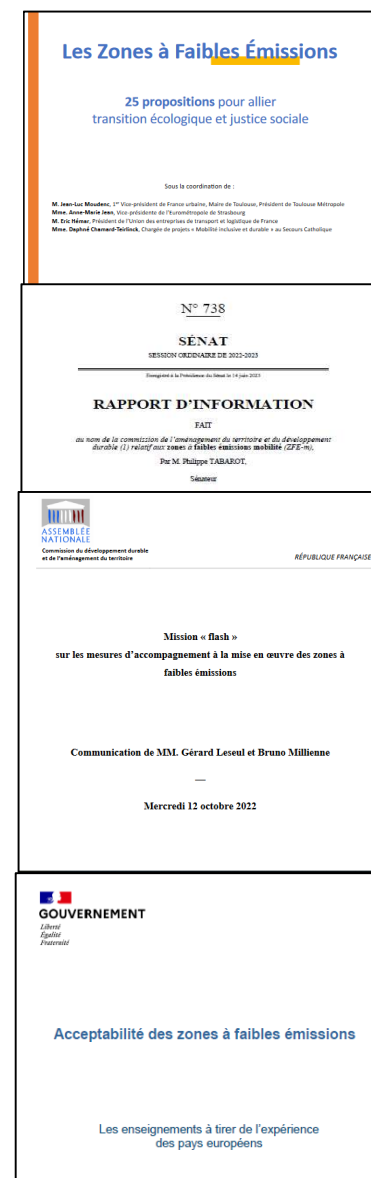 Les Zones à Faibles Émissions
25 propositions pour allier
transition écologique et justice sociale
Sous la coordination de :
M. Jean-Luc Moudenc, 1er Vice-président de France urbaine, Maire de Toulouse, Président de Toulouse Métropole
Mme. Anne-Marie Jean, Vice-présidente de l'Eurométropole de Strasbourg
M. Eric Hémar, Président de l'Union des entreprises de transport et logistique de France
Mme. Daphné Chamard-Teirlinck, Chargée de projets « Mobilité inclusive et durable » au Secours Catholique
N° 738
SÉNAT
SESSION ORDINAIRE DE 2022-2023
Enregistré à la Présidence du Sénat le 14 juin 2023
RAPPORT D'INFORMATION
FAIT
au nom de la commission de l'aménagement du territoire et du développement
durable (1) relatif aux zones à faibles émissions mobilité (ZFE-m),
Par M. Philippe TABAROT,
Sénateur
ASSEMBLÉE
NATIONALE
Commission du développement durable
et de l'aménagement du territoire
RÉPUBLIQUE FRANÇAISE
Mission « flash »
sur les mesures d'accompagnement à la mise en œuvre des zones à
faibles émissions
Communication de MM. Gérard Leseul et Bruno Millienne
—
Mercredi 12 octobre 2022
GOUVERNEMENT
Liberté
Égalité
Fraternité
Acceptabilité des zones à faibles émissions
Les enseignements à tirer de l'expérience
des pays européens